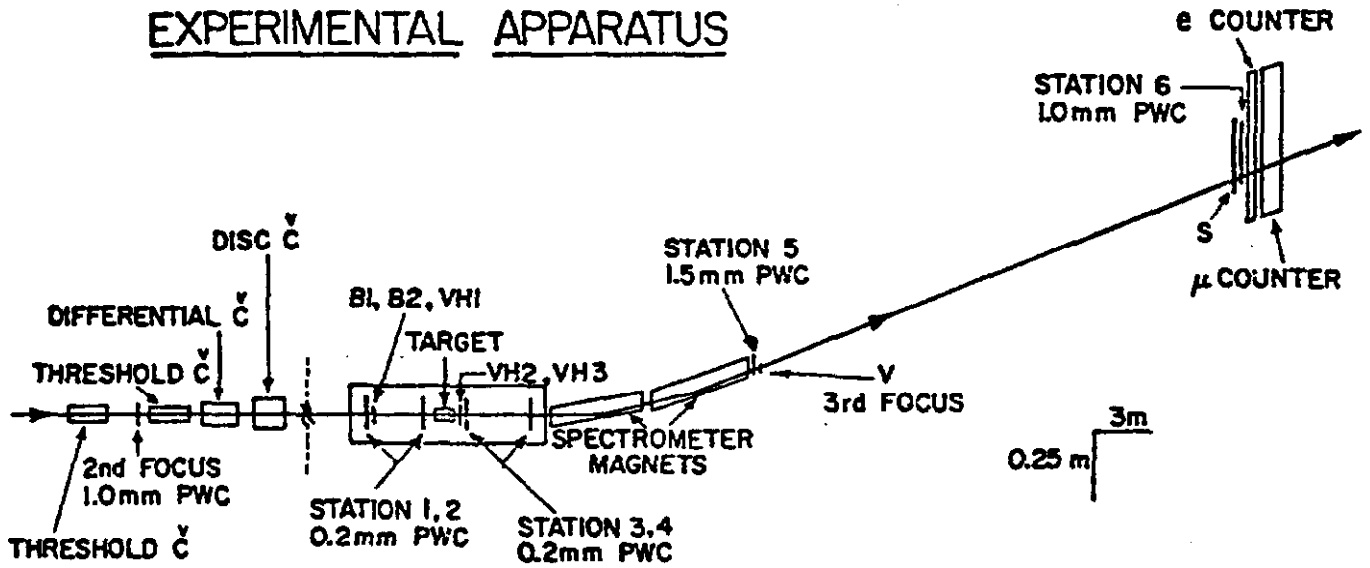 EXPERIMENTAL APPARATUS
e COUNTER
STATION 6
1.0mm PWC
S
μ COUNTER
DISC Č
DIFFERENTIAL Č
THRESHOLD Č
B1, B2, VH1
TARGET
VH2, VH3
STATION 5
1.5mm PWC
V
3rd FOCUS
SPECTROMETER
MAGNETS
3m
0.25 m
2nd FOCUS
1.0mm PWC
THRESHOLD Č
STATION 1, 2
0.2mm PWC
STATION 3,4
0.2mm PWC